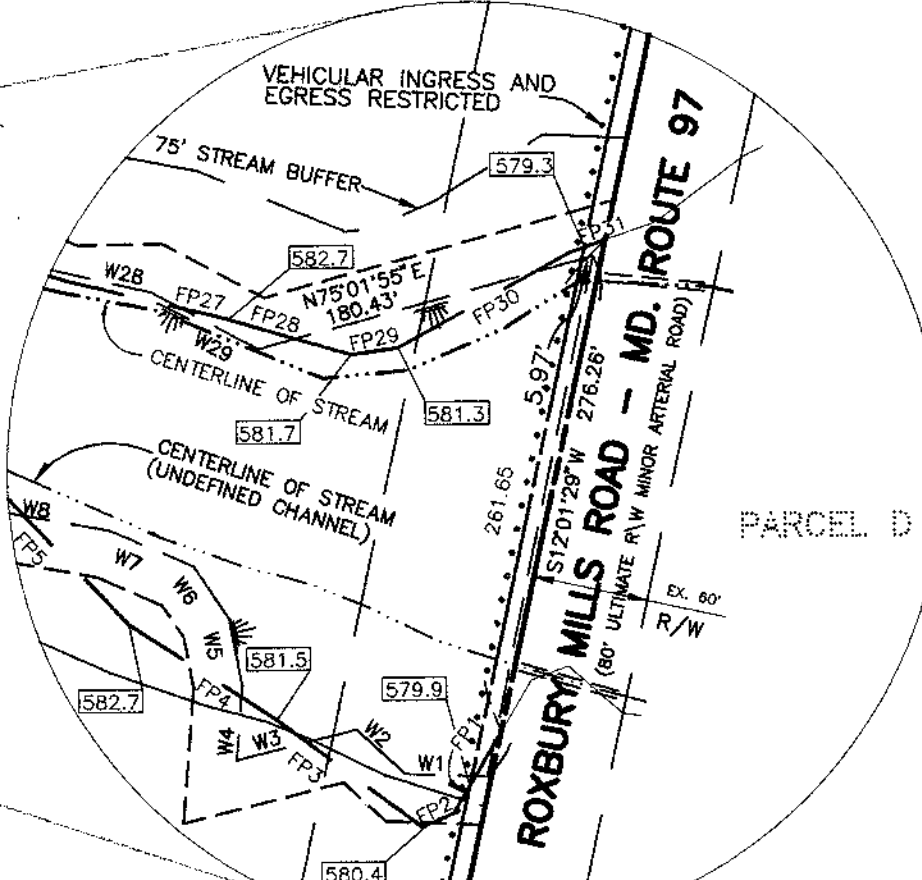 VEHICULAR INGRESS AND
EGRESS RESTRICTED
75' STREAM BUFFER
579.3
FP31
582.7
W28
FP27
N75°01'55" E
180.43'
FP28
FP30
W29
FP29
CENTERLINE OF STREAM
581.7
581.3
5.97'
276.26'
ROXBURY MILLS ROAD - MD. ROUTE 97
(80' ULTIMATE R\W MINOR ARTERIAL ROAD)
CENTERLINE OF STREAM
(UNDEFINED CHANNEL)
261.65
S12°01'29" W
PARCEL D
W8
FP5
W7
W6
EX. 60'
R/W
W5
581.5
582.7
FP4
579.9
FP1
W4
W3
W2
W1
FP3
FP2
580.4